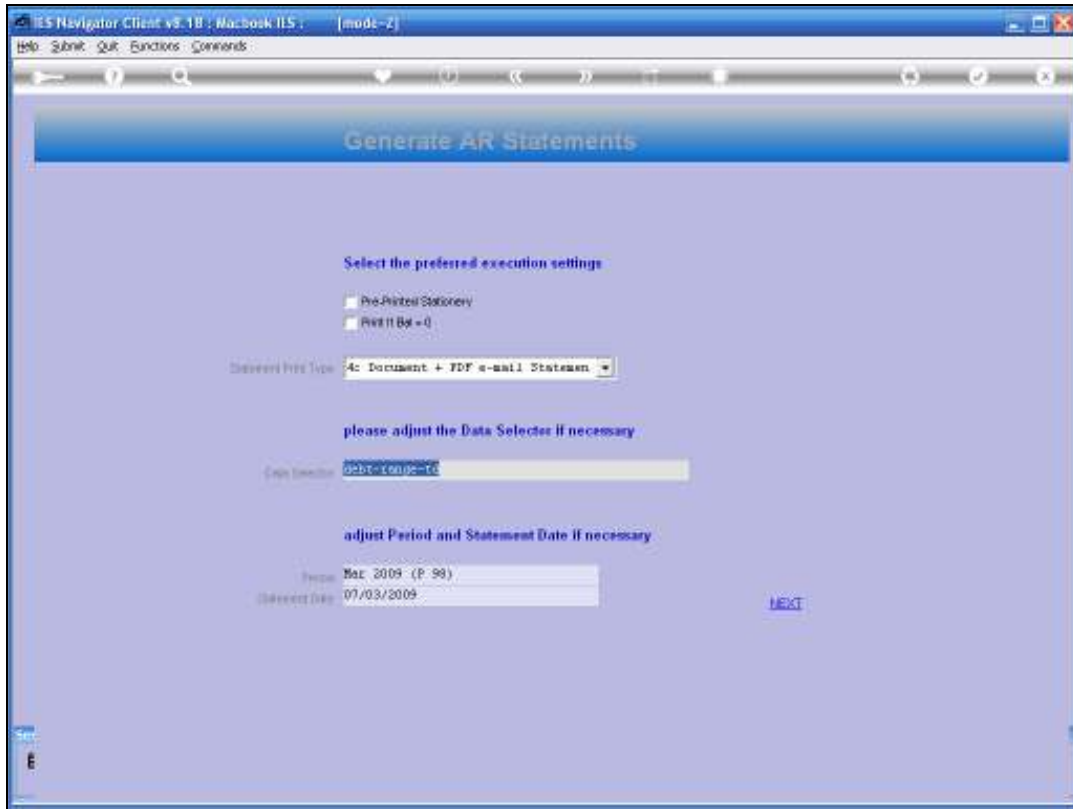 IES Navigator Client v8.18 : Macbook IES : [mode-Z]
Help Submit Quit Functions Commands
Generate AR Statements
Select the preferred execution settings
Pre-Printed Stationery
Print If Bal = 0
Statement Print Type 4: Document + PDF e-mail Statemen
please adjust the Data Selector if necessary
Data Selector debt-range-td
adjust Period and Statement Date if necessary
Period Mar 2009 (P 98)
Statement Date 07/03/2009
NEXT